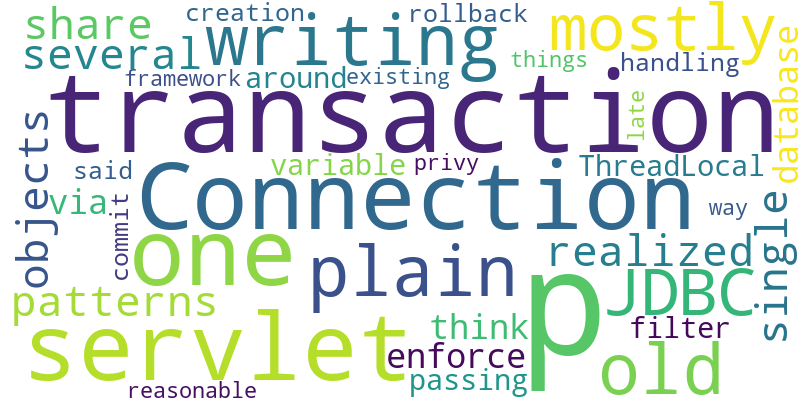 creation
rollback
share
writing
mostly
several
things
handling
framework
around
existing
database
transaction
late
objects
said
variable
privy
ThreadLocal
via
Connection
way
commit
one
plain
realized
single
p
JDBC
patterns
servlet
think
filter
enforce
old
passing
reasonable